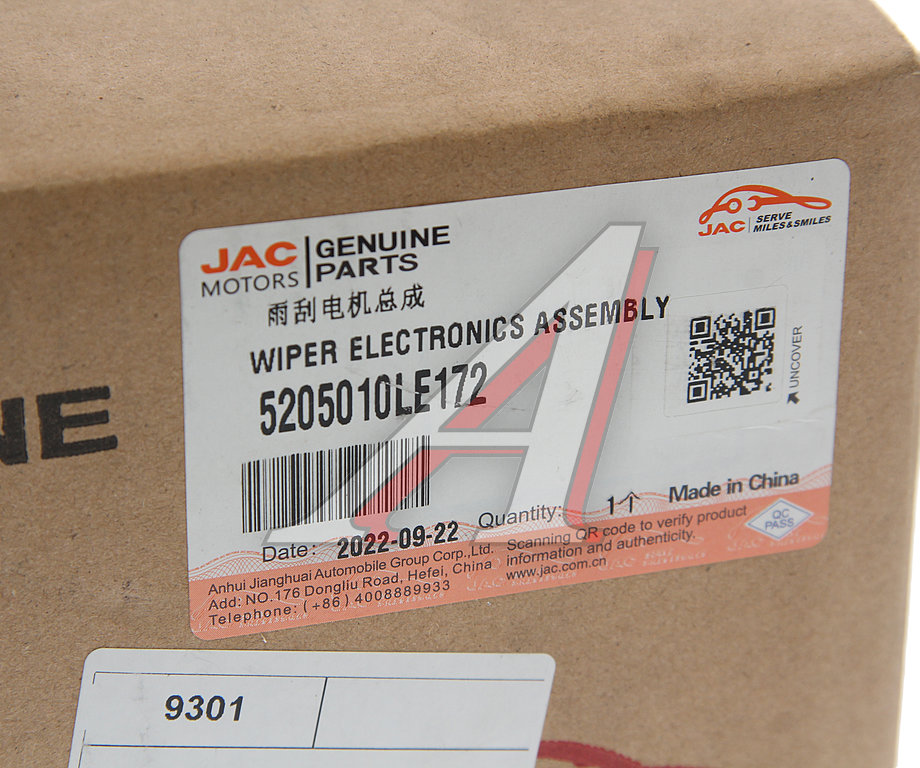 JAC
MOTORS
GENUINE
PARTS
JAC
SERVE
MILES&SMILES
雨刮电机总成
WIPER ELECTRONICS ASSEMBLY
5205010LE172
UNCOVER
Date: 2022-09-22
Quantity: 1个
Made in China
QC
PASS
Anhui Jianghuai Automobile Group Corp.,Ltd.
Add: NO.176 Dongliu Road, Hefei, China
Telephone: (+86) 4008889933
Scanning QR code to verify product
information and authenticity.
www.jac.com.cn
NE
9301